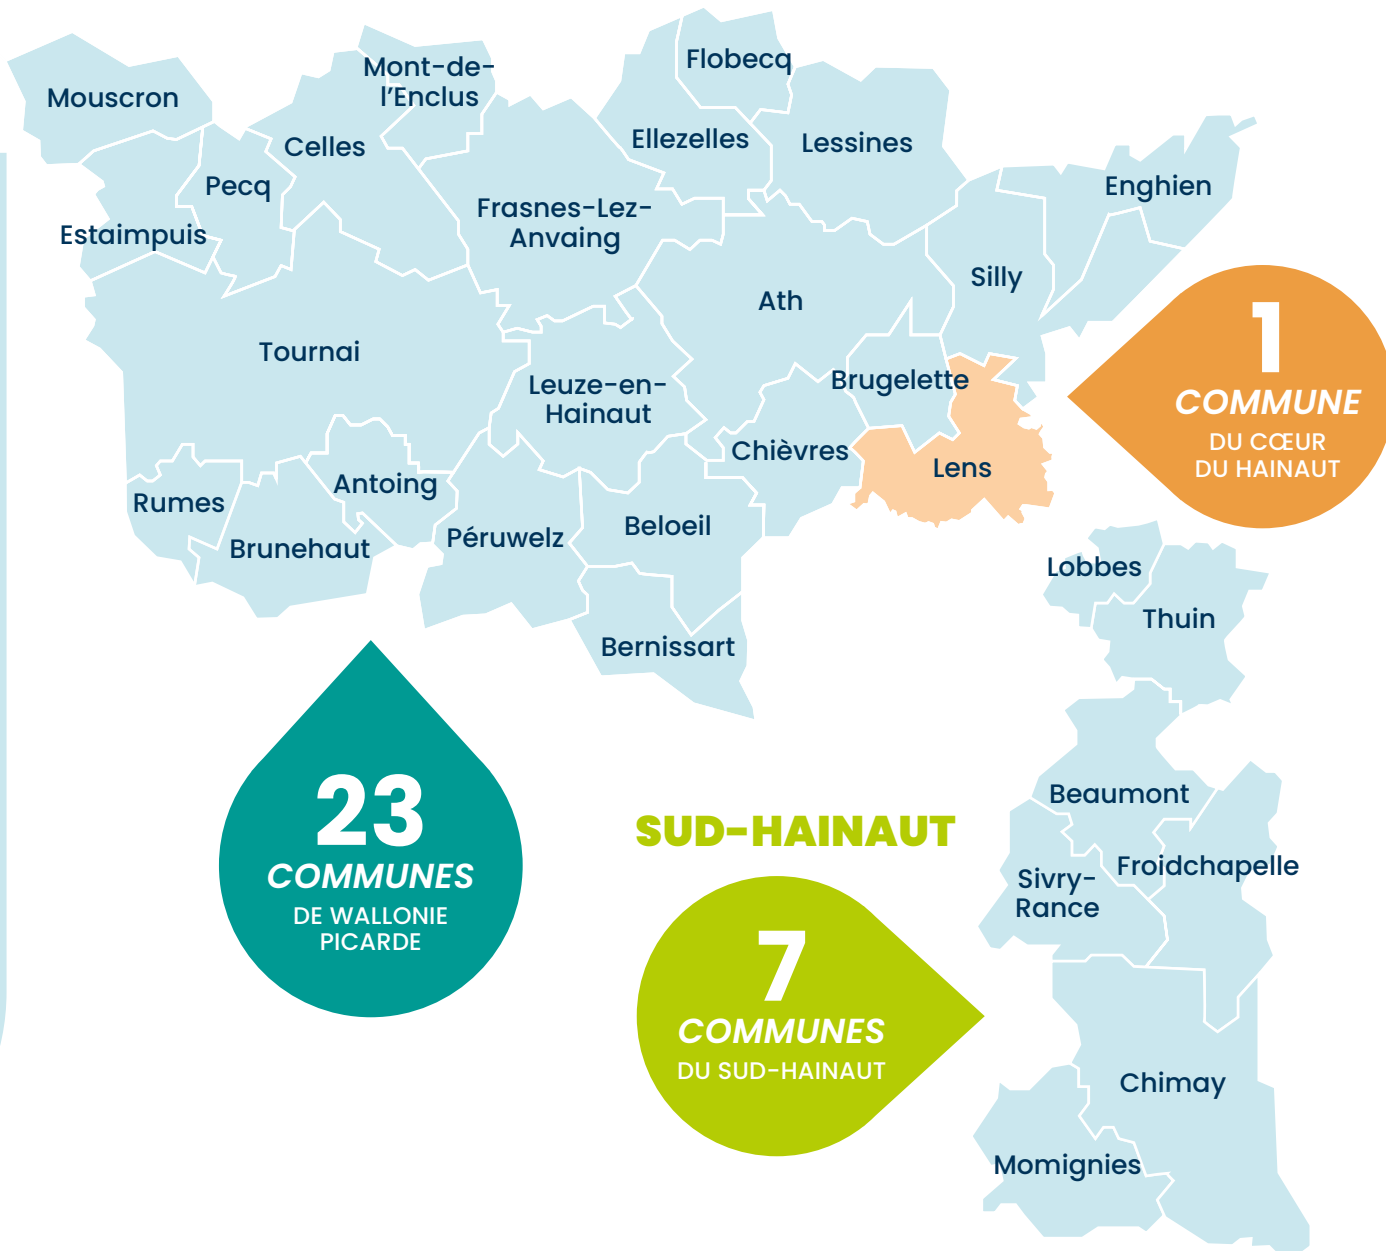 Flobecq
Mont-de-
l'Enclus
Mouscron
Ellezelles
Lessines
Celles
Pecq
Enghien
Frasnes-Lez-
Anvaing
Estaimpuis
Silly
Ath
Tournai
Leuze-en-
Hainaut
Brugelette
Chièvres
Lens
1
COMMUNE
DU CŒUR
DU HAINAUT
Antoing
Rumes
Brunehaut
Péruwelz
Beloeil
Bernissart
Lobbes
Thuin
23
COMMUNES
DE WALLONIE
PICARDE
SUD-HAINAUT
7
COMMUNES
DU SUD-HAINAUT
Beaumont
Froidchapelle
Sivry-
Rance
Chimay
Momignies